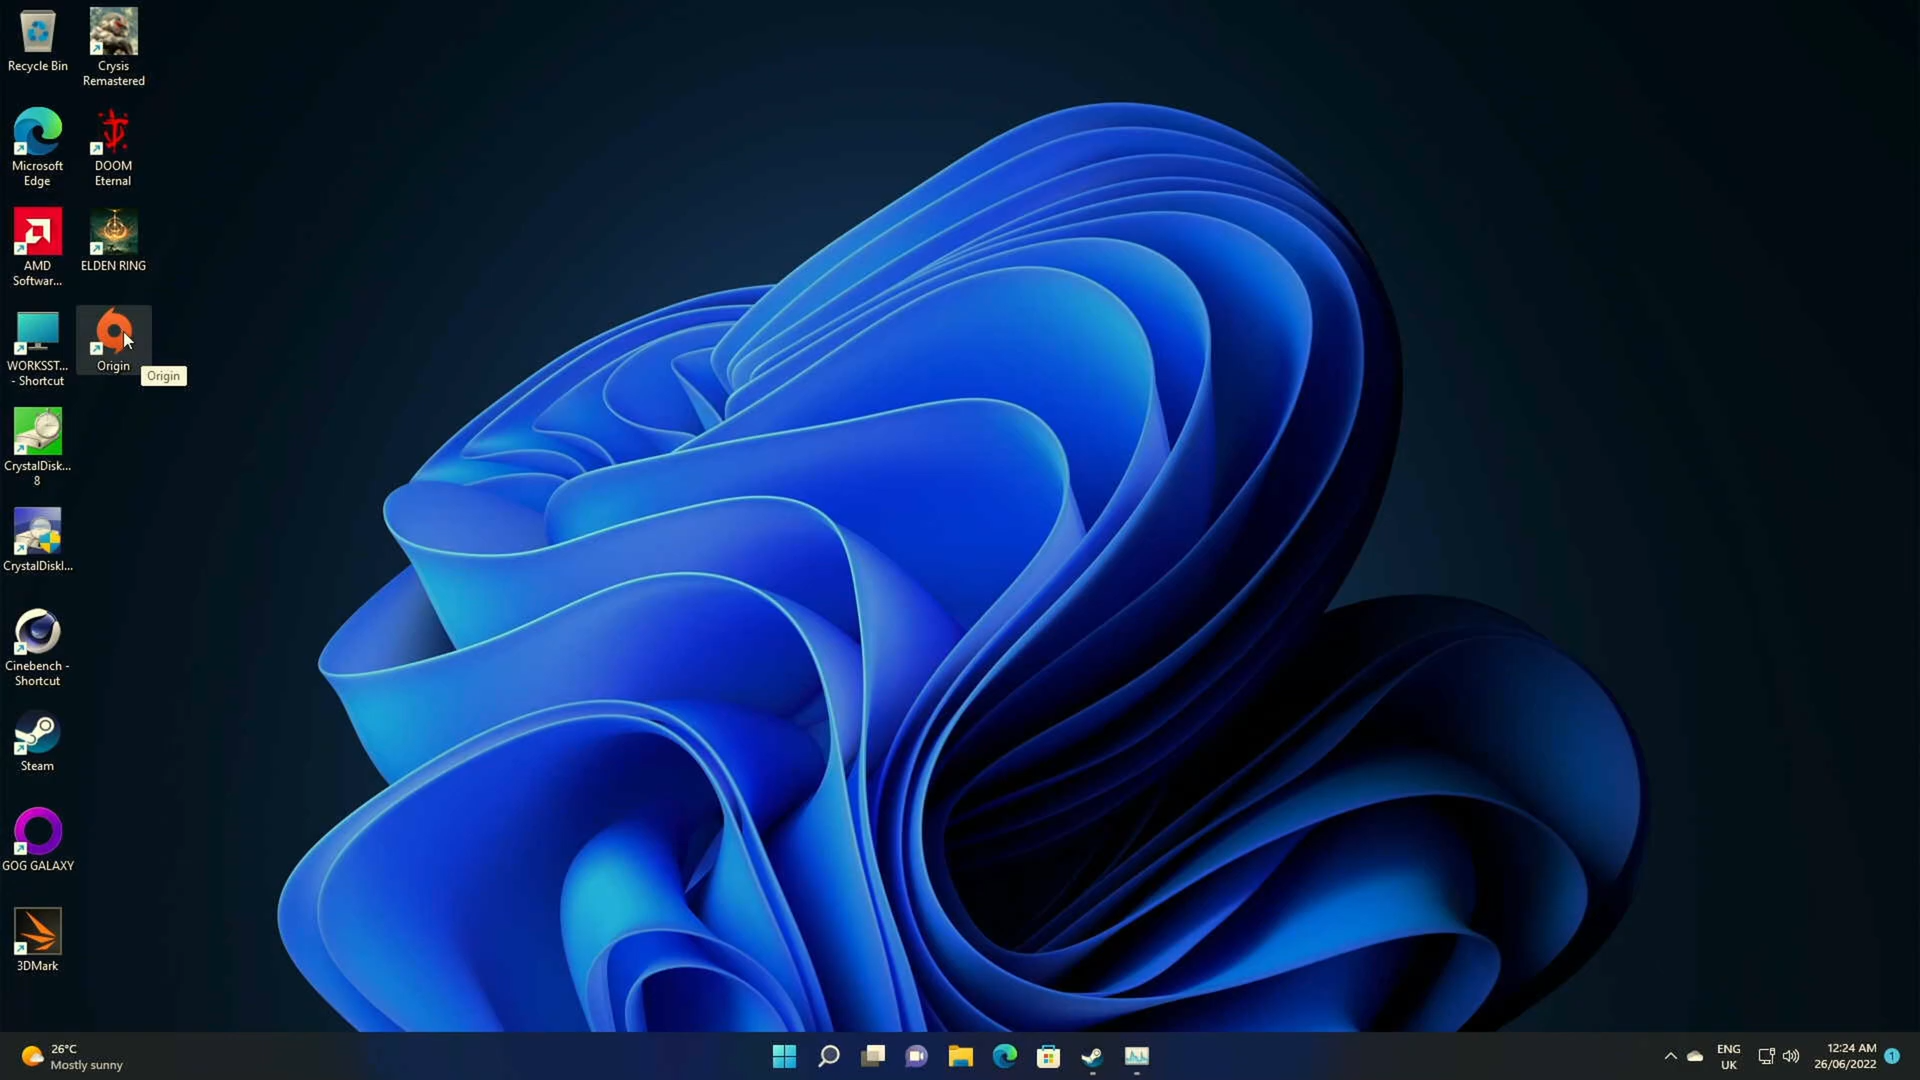 Recycle Bin
Crysis
Remastered
Microsoft
Edge
DOOM
Eternal
AMD
Softwar...
ELDEN RING
WORKSST...
- Shortcut
Origin
Origin
CrystalDisk...
8
CrystalDiskI...
Cinebench -
Shortcut
Steam
GOG GALAXY
3DMark
26°C
Mostly sunny
ENG
UK
12:24 AM
26/06/2022
1